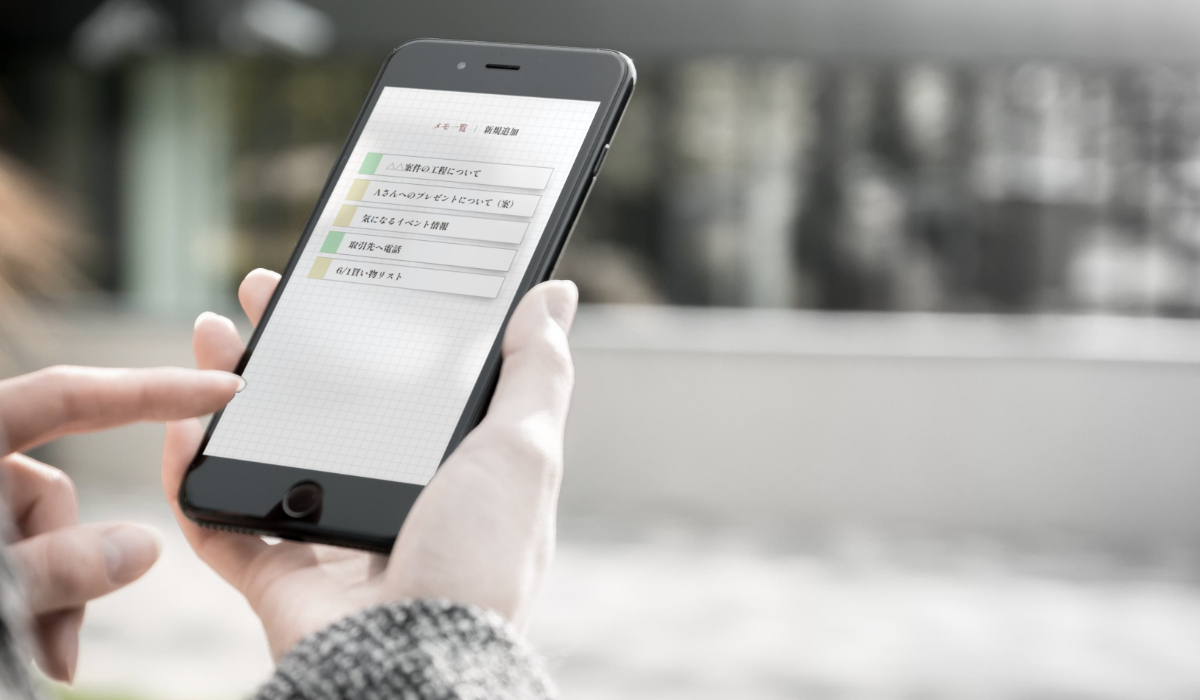 メモ一覧 | 新規追加
△△案件の工程について
Aさんへのプレゼントについて（案）
気になるイベント情報
取引先へ電話
6/1買い物リスト